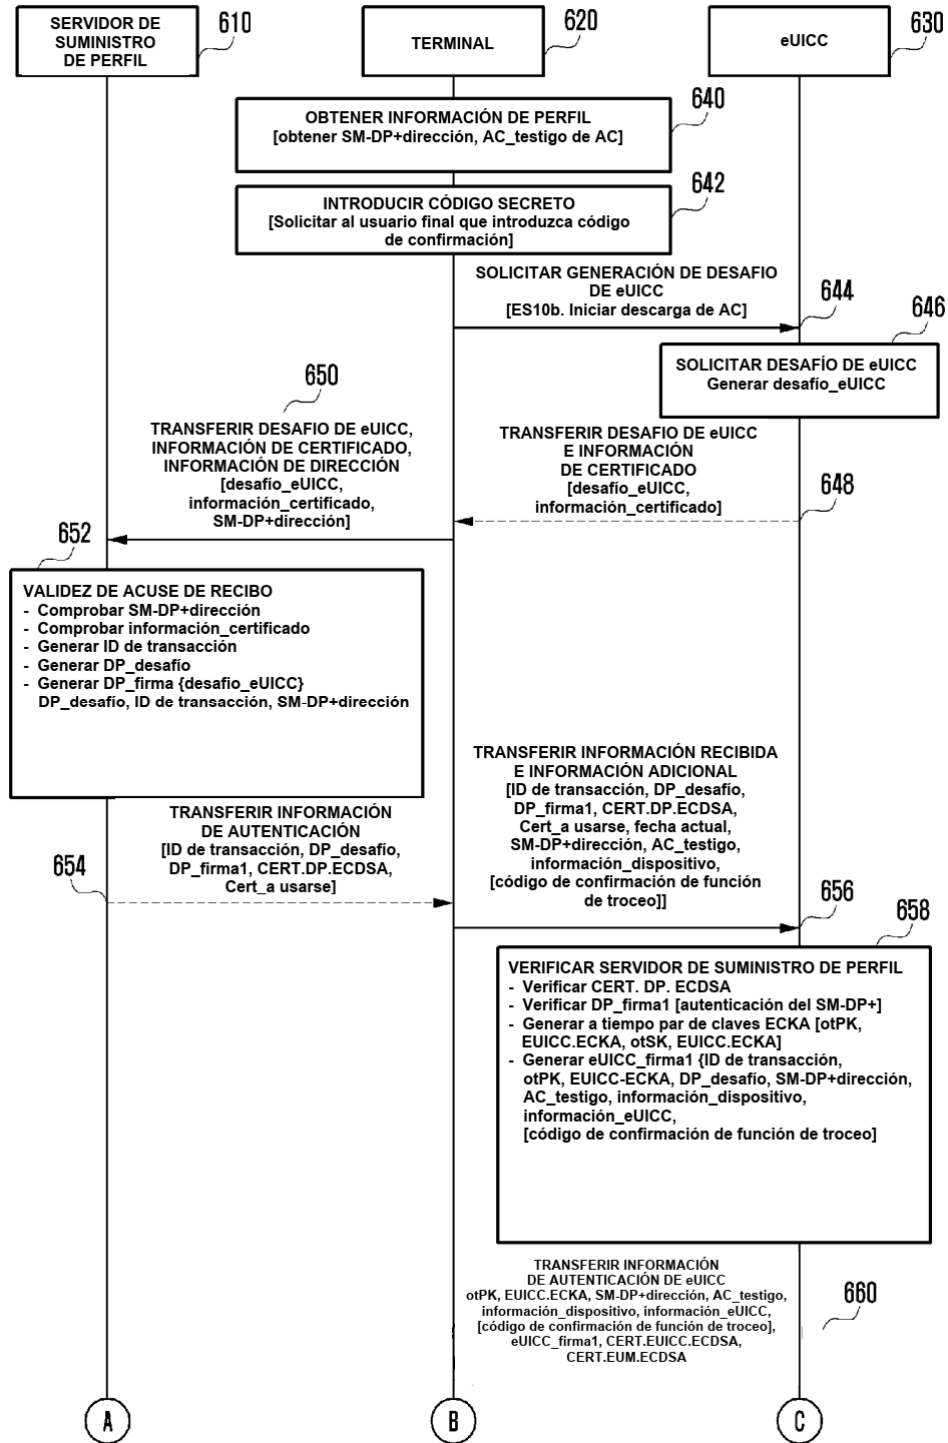 SERVIDOR DE
SUMINISTRO
DE PERFIL
610
TERMINAL
620
eUICC
630
OBTENER INFORMACIÓN DE PERFIL
[obtener SM-DP+dirección, AC_testigo de AC]
640
INTRODUCIR CÓDIGO SECRETO
[Solicitar al usuario final que introduzca código
de confirmación]
642
SOLICITAR GENERACIÓN DE DESAFIO
DE eUICC
[ES10b. Iniciar descarga de AC]
644
646
SOLICITAR DESAFÍO DE eUICC
Generar desafío_eUICC
650
TRANSFERIR DESAFIO DE eUICC,
INFORMACIÓN DE CERTIFICADO,
INFORMACIÓN DE DIRECCIÓN
[desafío_eUICC,
información_certificado,
SM-DP+dirección]
TRANSFERIR DESAFIO DE eUICC
E INFORMACIÓN
DE CERTIFICADO
[desafío_eUICC,
información_certificado]
648
652
VALIDEZ DE ACUSE DE RECIBO
- Comprobar SM-DP+dirección
- Comprobar información_certificado
- Generar ID de transacción
- Generar DP_desafío
- Generar DP_firma {desafio_eUICC}
DP_desafío, ID de transacción, SM-DP+dirección
TRANSFERIR INFORMACIÓN
DE AUTENTICACIÓN
[ID de transacción, DP_desafío,
DP_firma1, CERT.DP.ECDSA,
Cert_a usarse]
654
TRANSFERIR INFORMACIÓN RECIBIDA
E INFORMACIÓN ADICIONAL
[ID de transacción, DP_desafío,
DP_firma1, CERT.DP.ECDSA,
Cert_a usarse, fecha actual,
SM-DP+dirección, AC_testigo,
información_dispositivo,
[código de confirmación de función
de troceo]]
656
658
VERIFICAR SERVIDOR DE SUMINISTRO DE PERFIL
- Verificar CERT. DP. ECDSA
- Verificar DP_firma1 [autenticación del SM-DP+]
- Generar a tiempo par de claves ECKA [otPK,
EUICC.ECKA, otSK, EUICC.ECKA]
- Generar eUICC_firma1 {ID de transacción,
otPK, EUICC-ECKA, DP_desafío, SM-DP+dirección,
AC_testigo, información_dispositivo,
información_eUICC,
[código de confirmación de función de troceo]
TRANSFERIR INFORMACIÓN
DE AUTENTICACIÓN DE eUICC
otPK, EUICC.ECKA, SM-DP+dirección, AC_testigo,
información_dispositivo, información_eUICC,
[código de confirmación de función de troceo],
eUICC_firma1, CERT.EUICC.ECDSA,
CERT.EUM.ECDSA
660
A
B
C